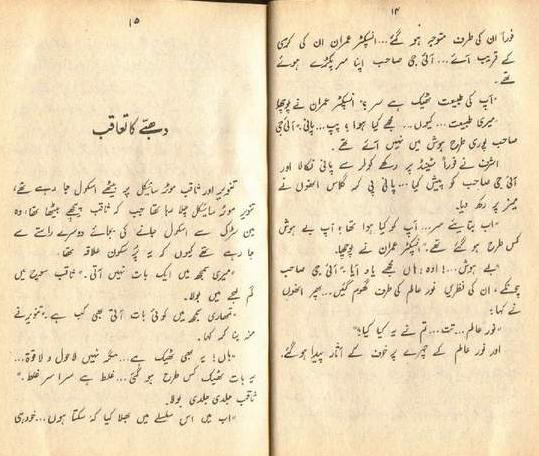 ۱۴
فوراً ان کی طرف متوجہ ہو گئے... انسپکٹر عمران ان کی کرسی
کے قریب آئے... آئی جی صاحب اپنا سر پکڑے ہوئے
تھے۔
"آپ کی طبیعت ٹھیک ہے سر؟" انسپکٹر عمران نے پوچھا
"میری طبیعت... کیوں... مجھے کیا ہوا؟ پپ... پانی۔" آئی جی
صاحب پوری طرح ہوش میں نہیں آئے تھے۔
اشرف نے فوراً سٹینڈ پر رکھے کولر سے پانی نکالا اور
آئی جی صاحب کو پیش کیا... پانی پی کر گلاس انھوں نے
میز پر رکھ دیا۔
"اب بتایئے سر... آپ کو کیا ہوا تھا؛ آپ بے ہوش
کس طرح ہو گئے تھے۔" انسپکٹر عمران نے پوچھا۔
"بے ہوش...! اوہ؛ ہاں مجھے یاد آیا۔" آئی جی صاحب
چونکے، ان کی نظریں نور عالم کی طرف گھوم گئیں... پھر انھوں
نے کہا؛
"نور عالم... تت... تم نے یہ کیا کیا؟"
اور نور عالم کے چہرے پر خوف کے آثار پیدا ہو گئے۔
۱۵
دھبّے کا تعاقب
تنویر اور ثاقب موٹر سائیکل پر بیٹھے اسکول جا رہے تھے،
تنویر موٹر سائیکل چلا رہا تھا جب کہ ثاقب پیچھے بیٹھا تھا، وہ
مین سڑک سے اسکول جانے کی بجائے دوسرے راستے سے
جا رہے تھے کیوں کہ یہ پُرسکون علاقہ تھا۔
"میری سمجھ میں ایک بات نہیں آتی۔" ثاقب سوچ میں
گم لہجے میں بولا۔
"تمھاری سمجھ میں کوئی بات آتی بھی کب ہے۔" تنویر نے
منہ بنا کر کہا۔
"ہاں! یہ بھی ٹھیک ہے... مگر نہیں لاحول ولا قوۃ...
یہ بات ٹھیک کس طرح ہو گئی... غلط ہے سراسر غلط۔"
ثاقب جلدی جلدی بولا۔
"اب میں اس سلسلے میں بھلا کیا کہہ سکتا ہوں... خود ہی